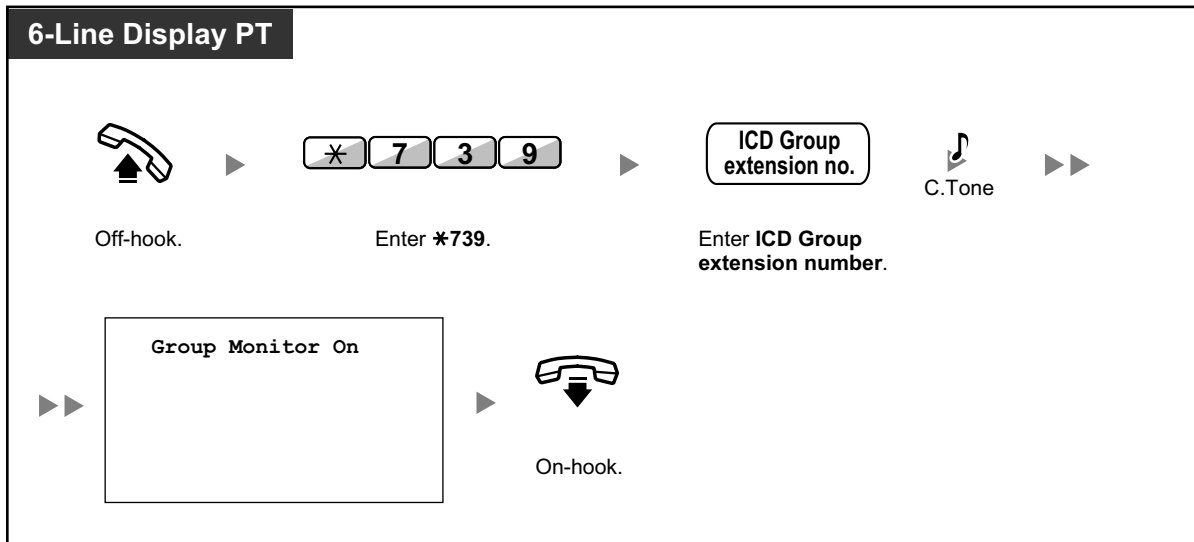 6-Line Display PT
✱ 7 3 9
ICD Group
extension no.
C.Tone
Off-hook.
Enter ✱739.
Enter ICD Group
extension number.
Group Monitor On
On-hook.